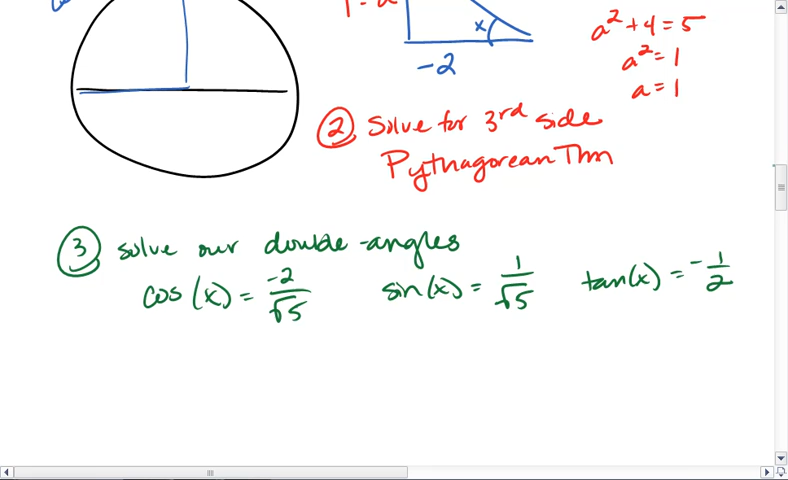 x
-2
a² + 4 = 5
a² = 1
a = 1
② Solve for 3rd side
Pythagorean Thm
③ solve our double-angles
cos(x) = -2/√5
sin(x) = 1/√5
tan(x) = -1/2